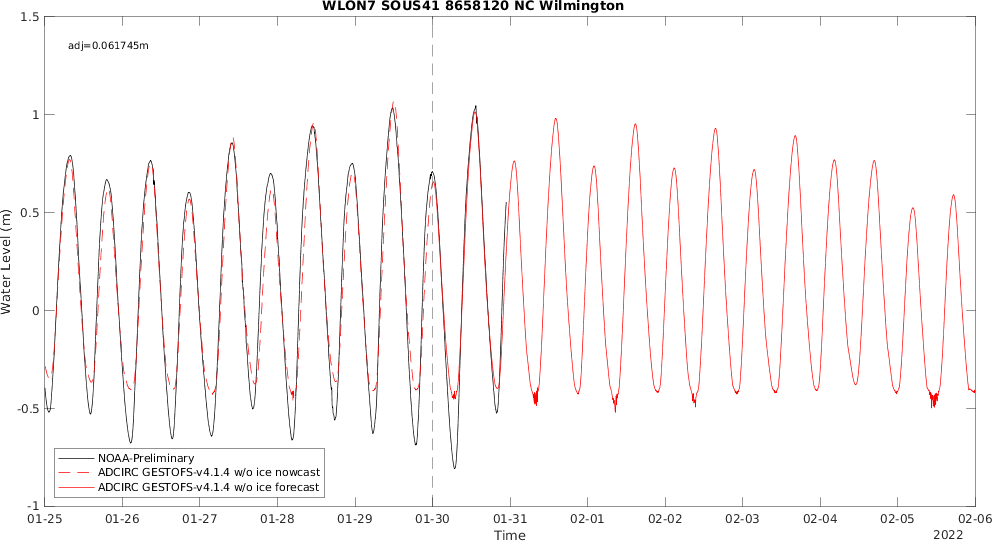 WLON7 SOUS41 8658120 NC Wilmington
adj=0.061745m
1.5
1
0.5
0
-0.5
-1
Water Level (m)
NOAA-Preliminary
ADCIRC GESTOFS-v4.1.4 w/o ice nowcast
ADCIRC GESTOFS-v4.1.4 w/o ice forecast
01-25 01-26 01-27 01-28 01-29 01-30 01-31 02-01 02-02 02-03 02-04 02-05 02-06
Time
2022